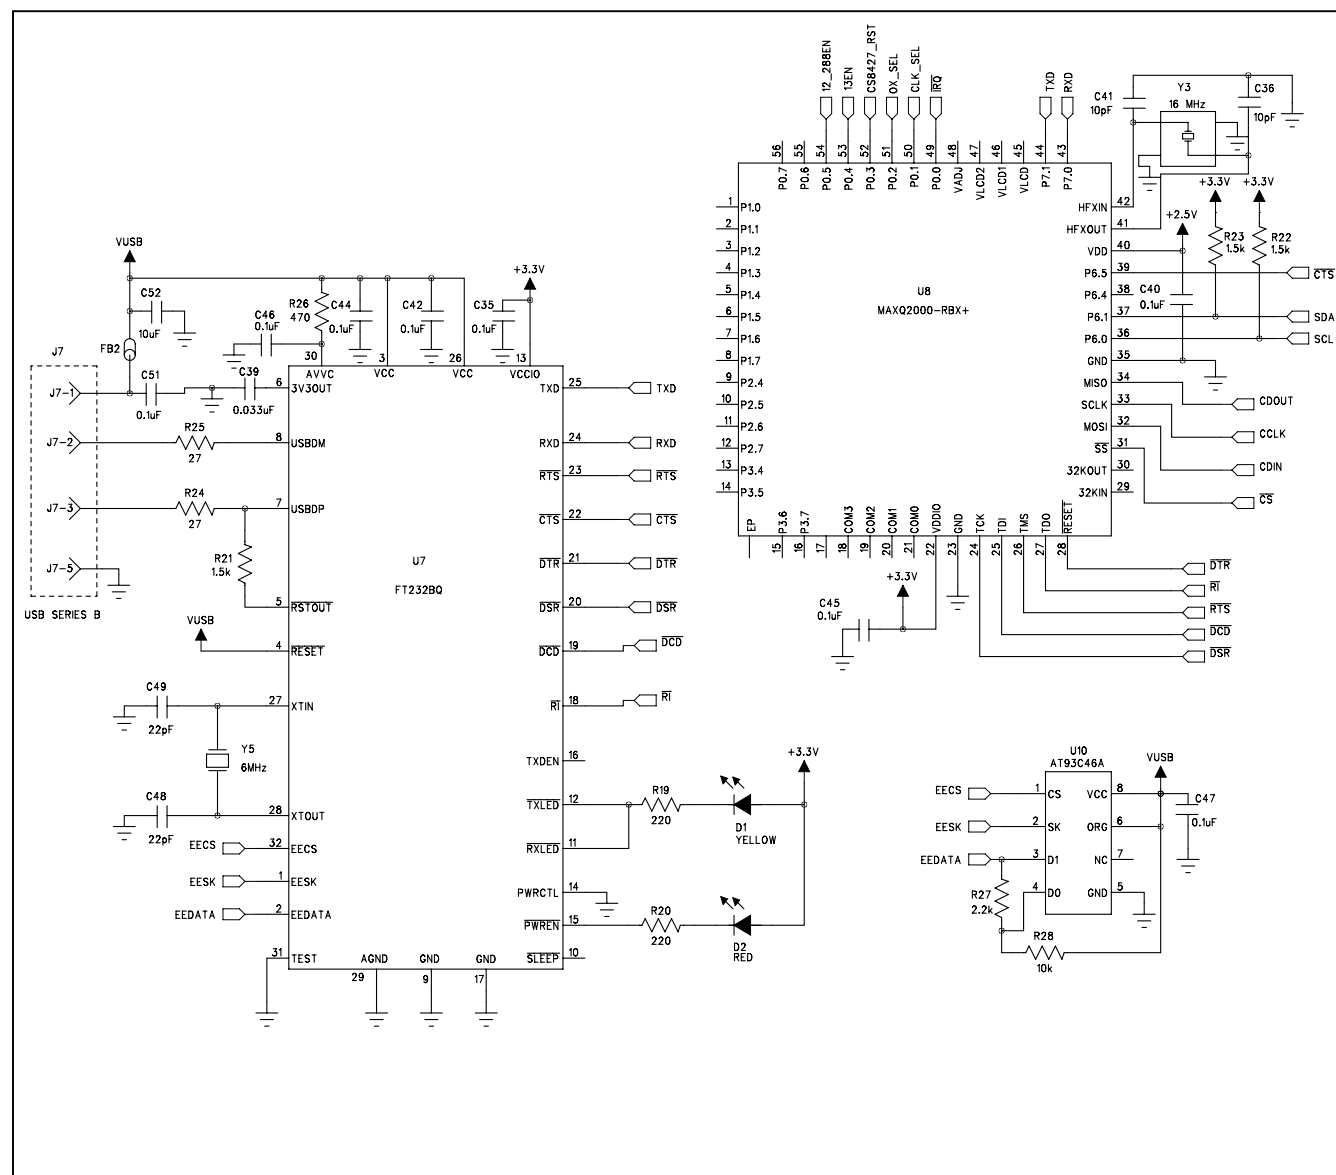 12_288EN
13EN
CS8427_RST
OX_SEL
CLK_SEL
IRQ
TXD
RXD
C41
10pF
Y3
16 MHz
C36
10pF
56
55
54
53
52
51
50
49
48
47
46
45
44
43
P0.7
P0.6
P0.5
P0.4
P0.3
P0.2
P0.1
P0.0
VADJ
VLCD2
VLCD1
VLCD
P7.1
P7.0
1 P1.0
2 P1.1
3 P1.2
4 P1.3
5 P1.4
6 P1.5
7 P1.6
8 P1.7
9 P2.4
10 P2.5
11 P2.6
12 P2.7
13 P3.4
14 P3.5
U8
MAXQ2000-RBX+
HFXIN 42
HFXOUT 41
VDD 40
P6.5 39
P6.4 38
P6.1 37
P6.0 36
GND 35
MISO 34
SCLK 33
MOSI 32
SS 31
32KOUT 30
32KIN 29
+3.3V
+3.3V
+2.5V
R23
1.5k
R22
1.5k
C40
0.1uF
CTS
SDA
SCL
CDOUT
CCLK
CDIN
CS
EP
P3.6
P3.7
COM3
COM2
COM1
COM0
VDDIO
GND
TCK
TDI
TMS
TDO
RESET
15
16
17
18
19
20
21
22
23
24
25
26
27
28
+3.3V
C45
0.1uF
DTR
RI
RTS
DCD
DSR
VUSB
C52
10uF
FB2
C46
0.1uF
R26
470
C44
0.1uF
C42
0.1uF
C35
0.1uF
+3.3V
J7
J7-1
J7-2
J7-3
J7-5
USB SERIES B
C51
0.1uF
C39
0.033uF
R25
27
R24
27
R21
1.5k
VUSB
30
3
26
13
AVVC
VCC
VCC
VCCIO
6 3V3OUT
8 USBDM
7 USBDP
5 RSTOUT
4 RESET
27 XTIN
28 XTOUT
32 EECS
1 EESK
2 EEDATA
31 TEST
U7
FT232BQ
TXD 25 TXD
RXD 24 RXD
RTS 23 RTS
CTS 22 CTS
DTR 21 DTR
DSR 20 DSR
DCD 19 DCD
RI 18 RI
TXDEN 16
TXLED 12
RXLED 11
PWRCTL 14
PWREN 15
SLEEP 10
AGND
GND
GND
29
9
17
C49
22pF
Y5
6MHz
C48
22pF
EECS
EESK
EEDATA
R19
220
D1
YELLOW
+3.3V
R20
220
D2
RED
U10
AT93C46A
VUSB
EECS 1 CS
EESK 2 SK
EEDATA 3 D1
4 D0
VCC 8
ORG 6
NC 7
GND 5
C47
0.1uF
R27
2.2k
R28
10k